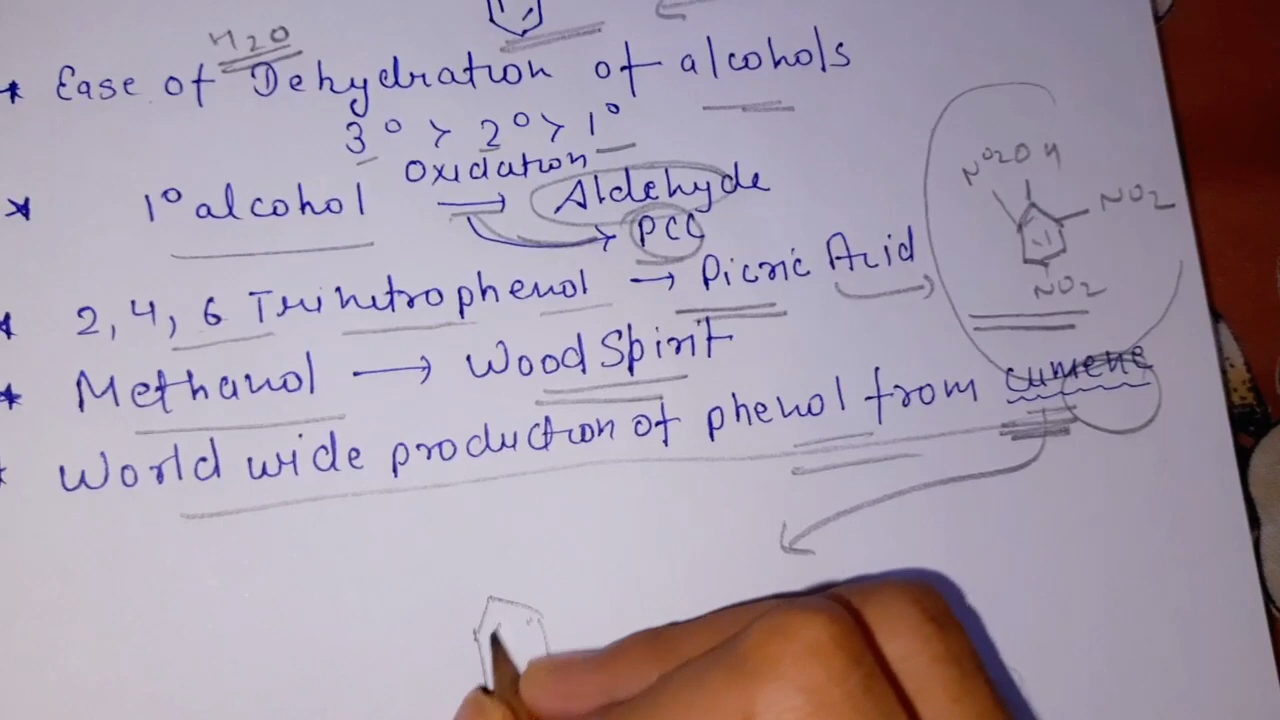 H2O
* Ease of Dehydration of alcohols
3° > 2° > 1°
Oxidation
* 1° alcohol → Aldehyde
→ PCC
* 2, 4, 6 Trinitrophenol → Picric Acid →
NO2 OH
NO2
NO2
* Methanol → Wood Spirit
* World wide production of phenol from cumene